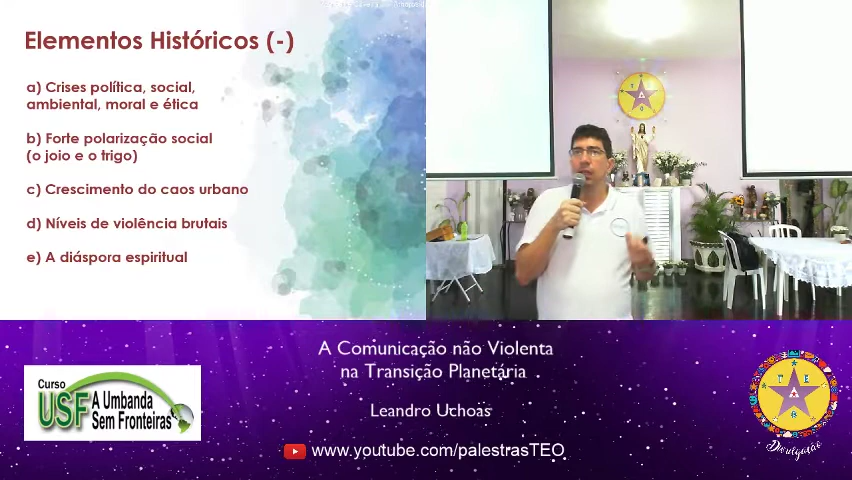 Elementos Históricos (-)
a) Crises política, social,
ambiental, moral e ética
b) Forte polarização social
(o joio e o trigo)
c) Crescimento do caos urbano
d) Níveis de violência brutais
e) A diáspora espiritual
A Comunicação não Violenta
na Transição Planetária
Leandro Uchoas
www.youtube.com/palestrasTEO
Curso
USF A Umbanda
Sem Fronteiras
Divulgação